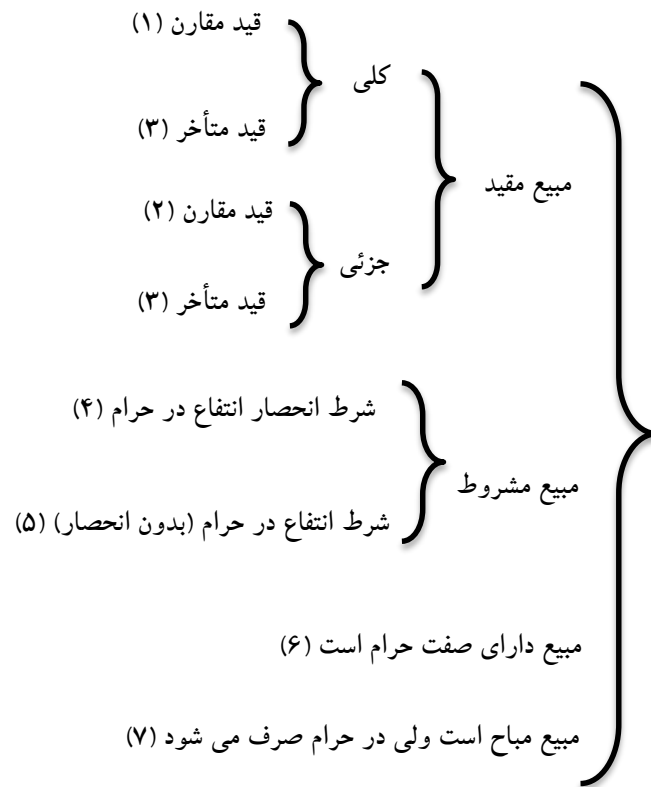 قید مقارن (۱)
کلی
قید متأخر (۳)
مبیع مقید
قید مقارن (۲)
جزئی
قید متأخر (۳)
شرط انحصار انتفاع در حرام (۴)
مبیع مشروط
شرط انتفاع در حرام (بدون انحصار) (۵)
مبیع دارای صفت حرام است (۶)
مبیع مباح است ولی در حرام صرف می شود (۷)